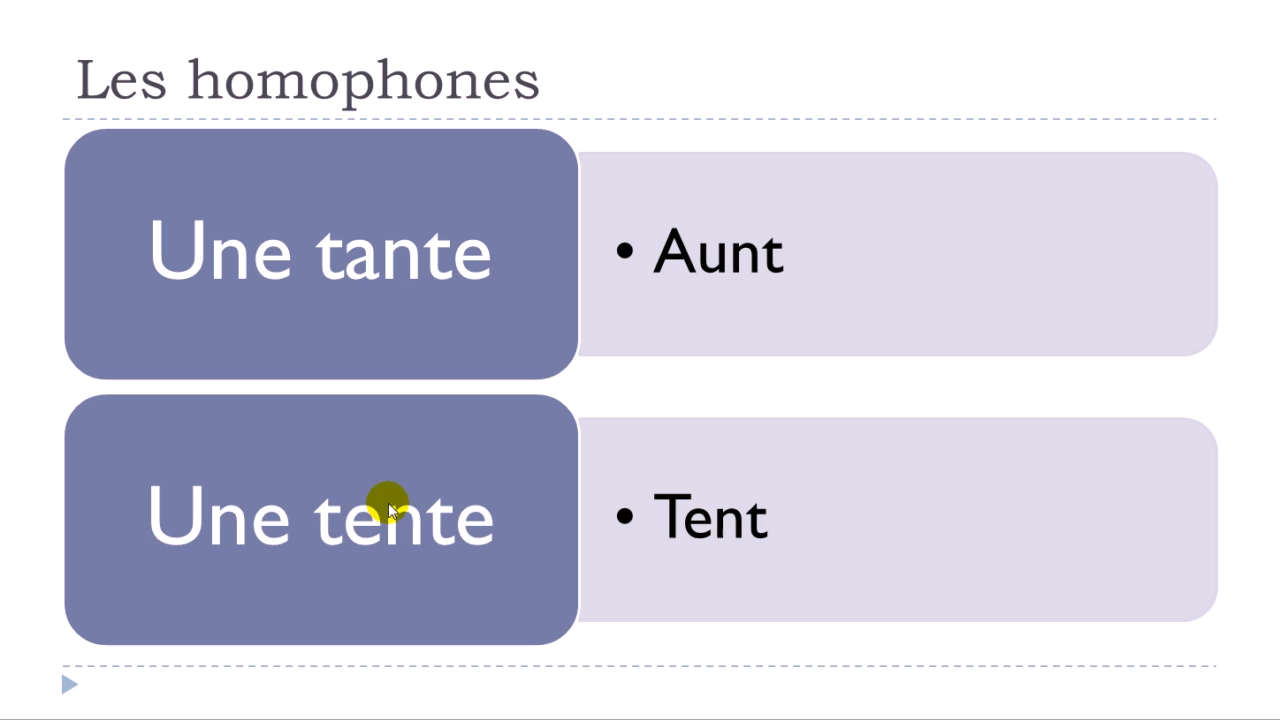 Les homophones
Une tante
• Aunt
Une tente
• Tent